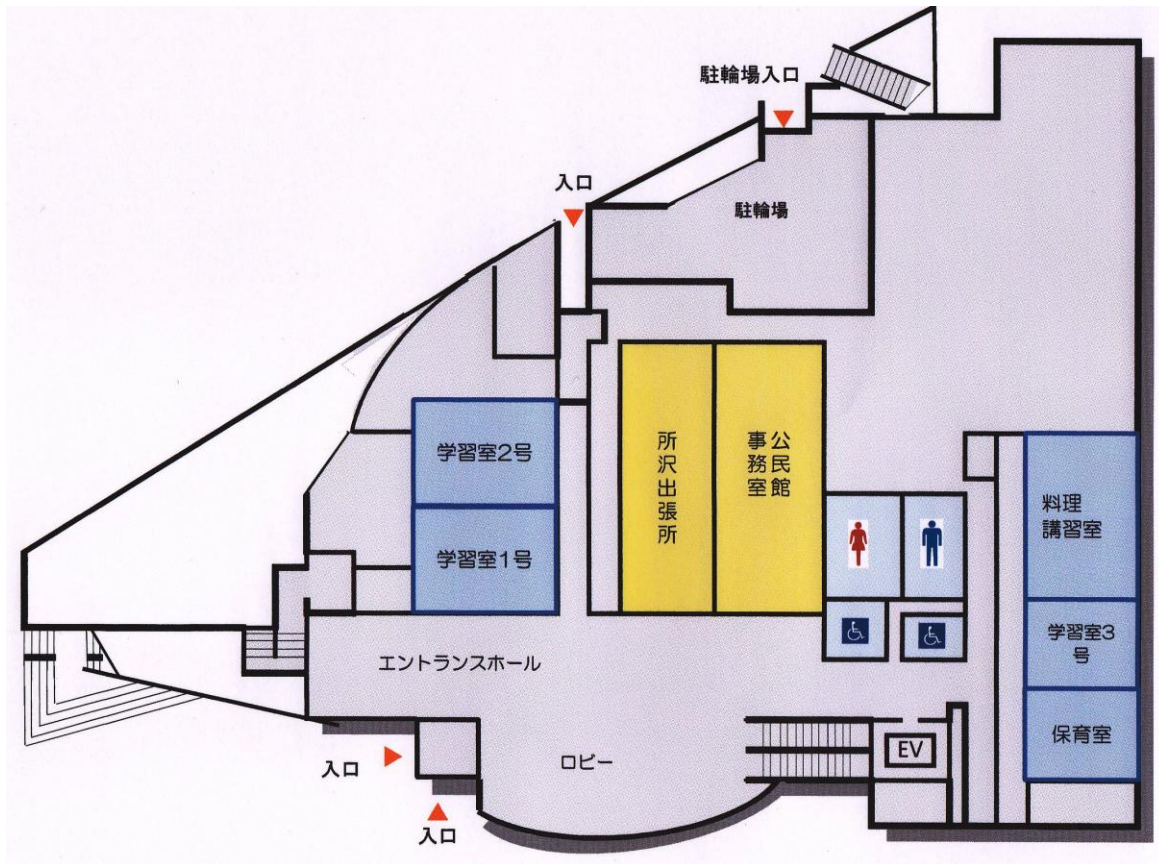 駐輪場入口
入口
駐輪場
学習室2号
学習室1号
所沢出張所
公民館
事務室
料理
講習室
学習室3
号
保育室
エントランスホール
ロビー
EV
入口
入口